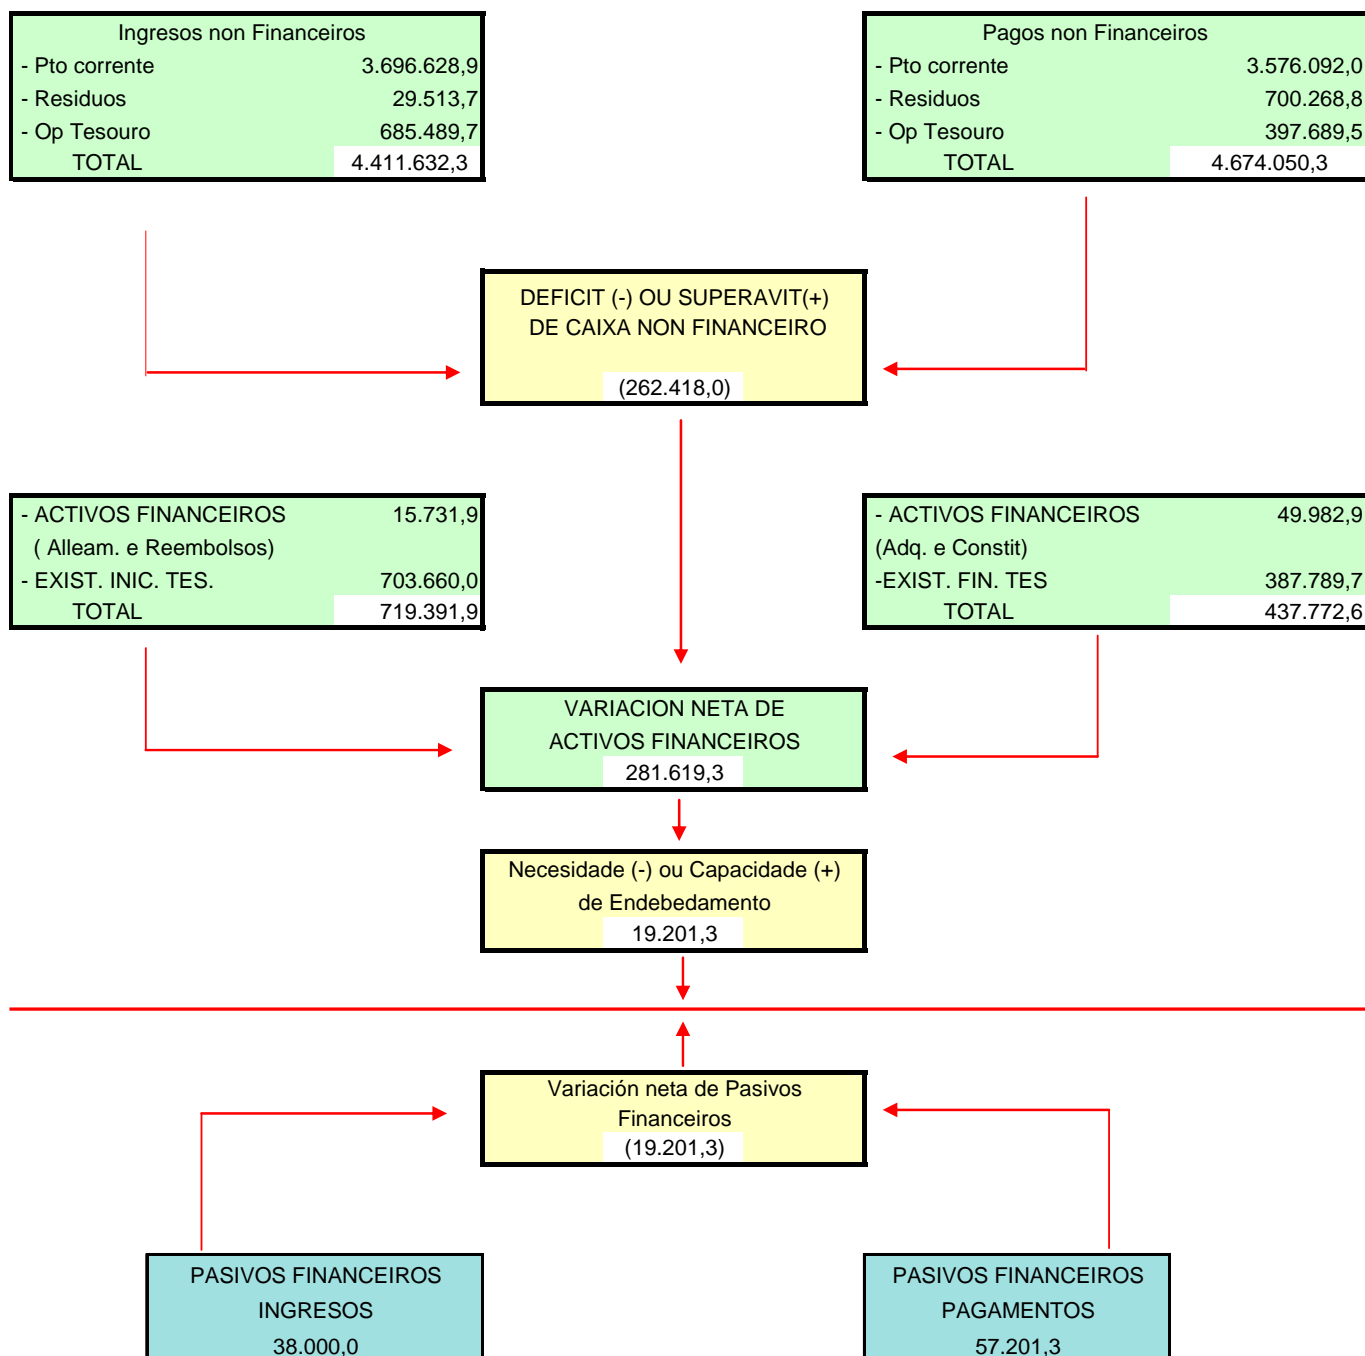 Ingresos non Financeiros
- Pto corrente 3.696.628,9
- Residuos 29.513,7
- Op Tesouro 685.489,7
TOTAL 4.411.632,3
Pagos non Financeiros
- Pto corrente 3.576.092,0
- Residuos 700.268,8
- Op Tesouro 397.689,5
TOTAL 4.674.050,3
DEFICIT (-) OU SUPERAVIT(+)
DE CAIXA NON FINANCEIRO
(262.418,0)
- ACTIVOS FINANCEIROS 15.731,9
( Alleam. e Reembolsos)
- EXIST. INIC. TES. 703.660,0
TOTAL 719.391,9
- ACTIVOS FINANCEIROS 49.982,9
(Adq. e Constit)
-EXIST. FIN. TES 387.789,7
TOTAL 437.772,6
VARIACION NETA DE
ACTIVOS FINANCEIROS
281.619,3
Necesidade (-) ou Capacidade (+)
de Endebedamento
19.201,3
Variación neta de Pasivos
Financeiros
(19.201,3)
PASIVOS FINANCEIROS
INGRESOS
38.000,0
PASIVOS FINANCEIROS
PAGAMENTOS
57.201,3